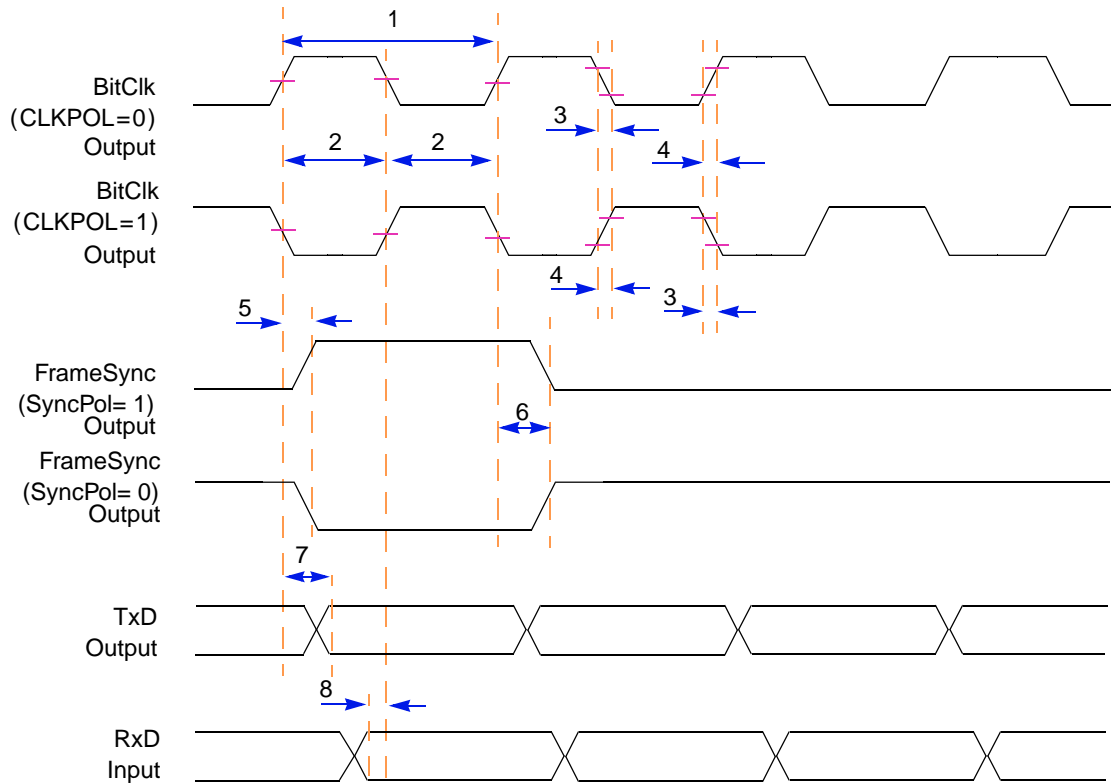 1
BitClk
(CLKPOL=0)
Output
3
2
2
4
BitClk
(CLKPOL=1)
Output
4
3
5
FrameSync
(SyncPol= 1)
Output
6
FrameSync
(SyncPol= 0)
Output
7
TxD
Output
8
RxD
Input